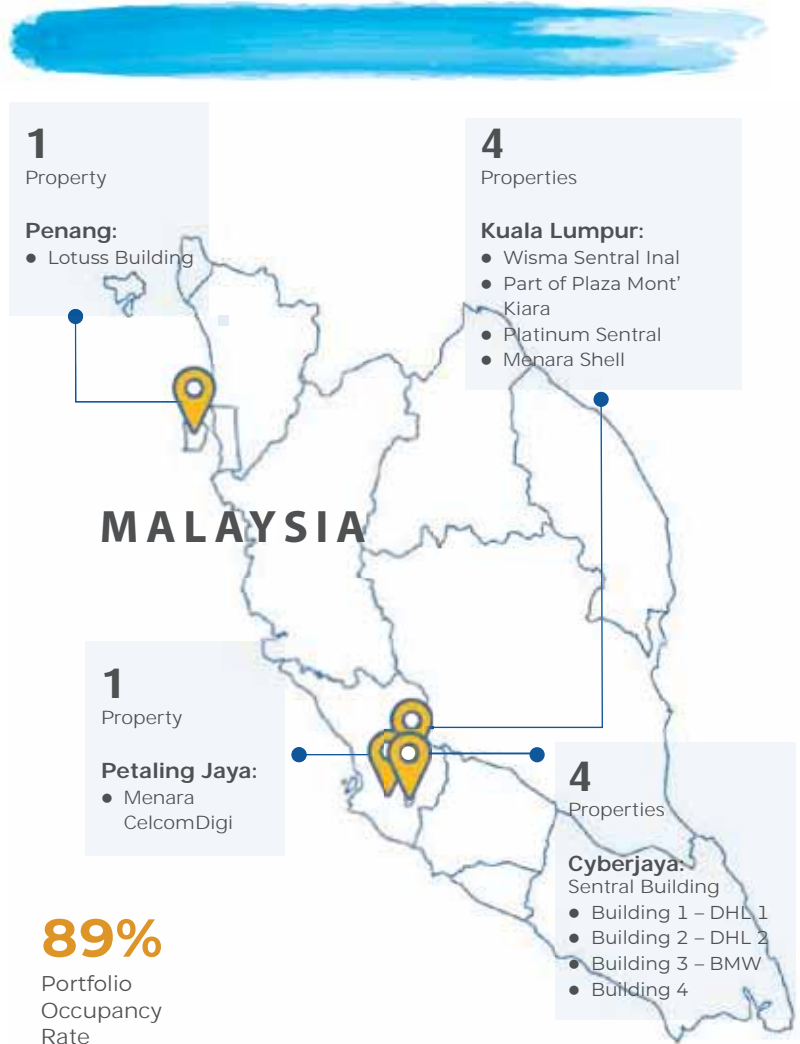 1
Property
Penang:
● Lotuss Building
4
Properties
Kuala Lumpur:
● Wisma Sentral Inal
● Part of Plaza Mont’
Kiara
● Platinum Sentral
● Menara Shell
MALAYSIA
1
Property
Petaling Jaya:
● Menara
CelcomDigi
4
Properties
Cyberjaya:
Sentral Building
● Building 1 – DHL 1
● Building 2 – DHL 2
● Building 3 – BMW
● Building 4
89%
Portfolio
Occupancy
Rate